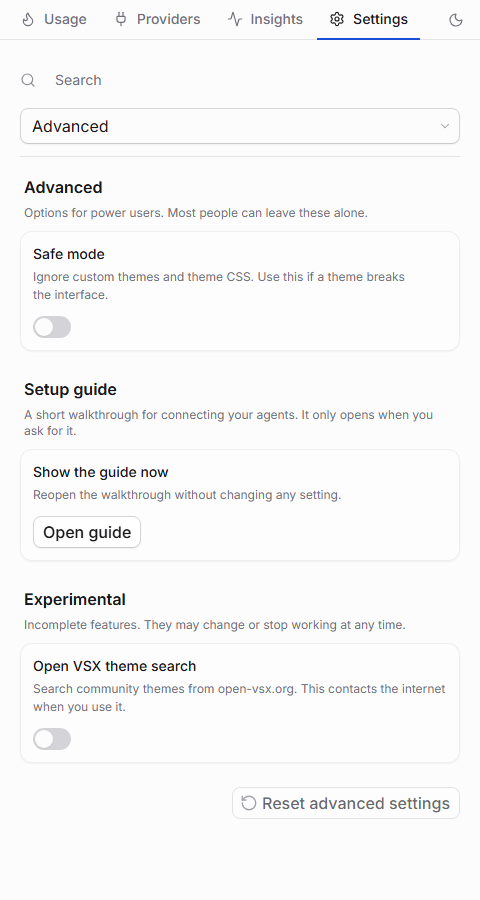 Usage
Providers
Insights
Settings
Search
Advanced
Advanced
Options for power users. Most people can leave these alone.
Safe mode
Ignore custom themes and theme CSS. Use this if a theme breaks
the interface.
Setup guide
A short walkthrough for connecting your agents. It only opens when you
ask for it.
Show the guide now
Reopen the walkthrough without changing any setting.
Open guide
Experimental
Incomplete features. They may change or stop working at any time.
Open VSX theme search
Search community themes from open-vsx.org. This contacts the internet
when you use it.
Reset advanced settings